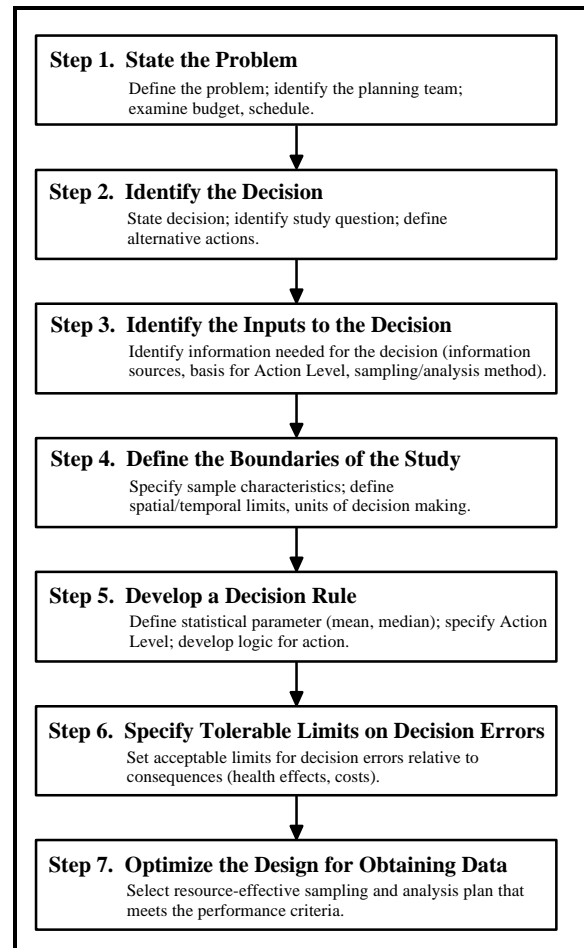 Step 1. State the Problem
Define the problem; identify the planning team;
examine budget, schedule.
Step 2. Identify the Decision
State decision; identify study question; define
alternative actions.
Step 3. Identify the Inputs to the Decision
Identify information needed for the decision (information
sources, basis for Action Level, sampling/analysis method).
Step 4. Define the Boundaries of the Study
Specify sample characteristics; define
spatial/temporal limits, units of decision making.
Step 5. Develop a Decision Rule
Define statistical parameter (mean, median); specify Action
Level; develop logic for action.
Step 6. Specify Tolerable Limits on Decision Errors
Set acceptable limits for decision errors relative to
consequences (health effects, costs).
Step 7. Optimize the Design for Obtaining Data
Select resource-effective sampling and analysis plan that
meets the performance criteria.